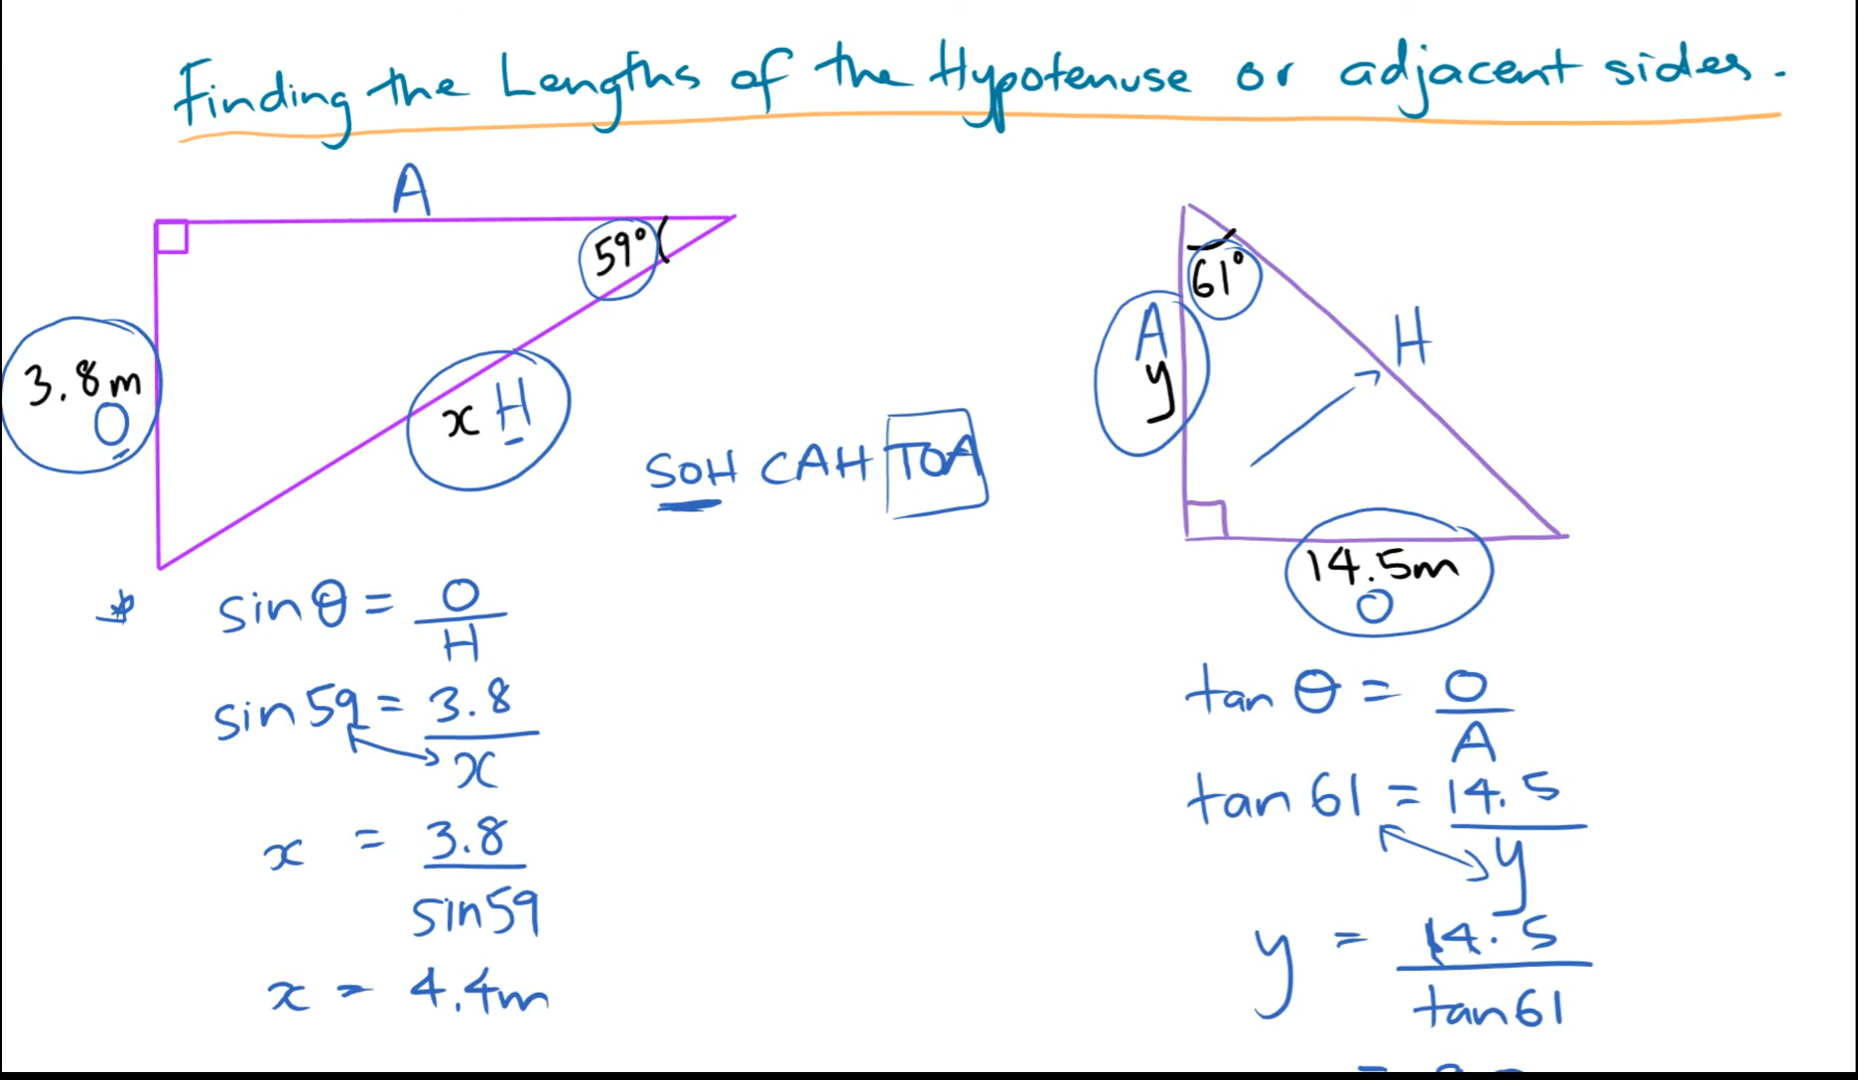 Finding the Lengths of the Hypotenuse or adjacent sides.
A
59°
3.8m
O
x H
SOH CAH TOA
61°
A
y
H
14.5m
O
* sin θ = O/H
sin 59 = 3.8/x
x = 3.8/sin59
x = 4.4m
tan θ = O/A
tan 61 = 14.5/y
y = 14.5/tan61